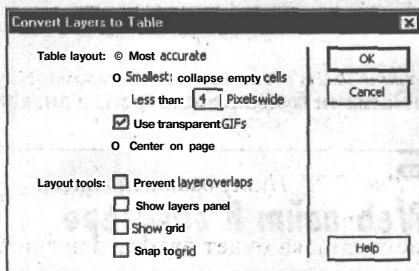 Convert Layers to Table
Table layout: © Most accurate
O Smallest: collapse empty cells
Less than: 4 Pixels wide
Use transparent GIFs
O Center on page
OK
Cancel
Layout tools: Prevent layer overlaps
Show layers panel
Show grid
Snap to grid
Help